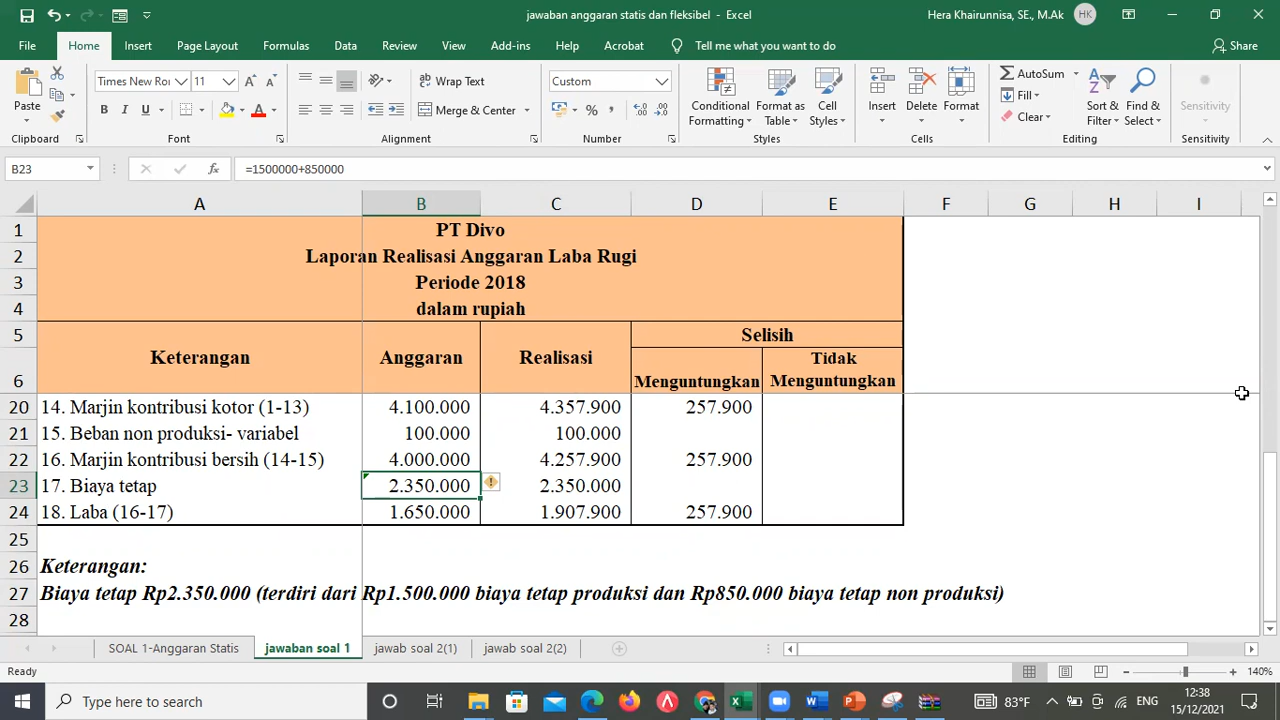 jawaban anggaran statis dan fleksibel - Excel
Hera Khairunnisa, SE., M.Ak HK
File Home Insert Page Layout Formulas Data Review View Add-ins Help Acrobat Tell me what you want to do Share
Paste
Clipboard
Times New Ro 11
B I U
Font
Wrap Text
Merge & Center
Alignment
Custom
Number
Conditional Formatting
Format as Table
Cell Styles
Styles
Insert Delete Format
Cells
AutoSum
Fill
Clear
Sort & Filter
Find & Select
Editing
Sensitivity
Sensitivity
B23 fx =1500000+850000
A B C D E F G H I
1 PT Divo
2 Laporan Realisasi Anggaran Laba Rugi
3 Periode 2018
4 dalam rupiah
5 Keterangan Anggaran Realisasi Selisih
6 Menguntungkan Tidak Menguntungkan
20 14. Marjin kontribusi kotor (1-13) 4.100.000 4.357.900 257.900
21 15. Beban non produksi- variabel 100.000 100.000
22 16. Marjin kontribusi bersih (14-15) 4.000.000 4.257.900 257.900
23 17. Biaya tetap 2.350.000 2.350.000
24 18. Laba (16-17) 1.650.000 1.907.900 257.900
25
26 Keterangan:
27 Biaya tetap Rp2.350.000 (terdiri dari Rp1.500.000 biaya tetap produksi dan Rp850.000 biaya tetap non produksi)
28
SOAL 1-Anggaran Statis jawaban soal 1 jawab soal 2(1) jawab soal 2(2)
Ready 140%
Type here to search
83°F ENG 12:38
15/12/2021